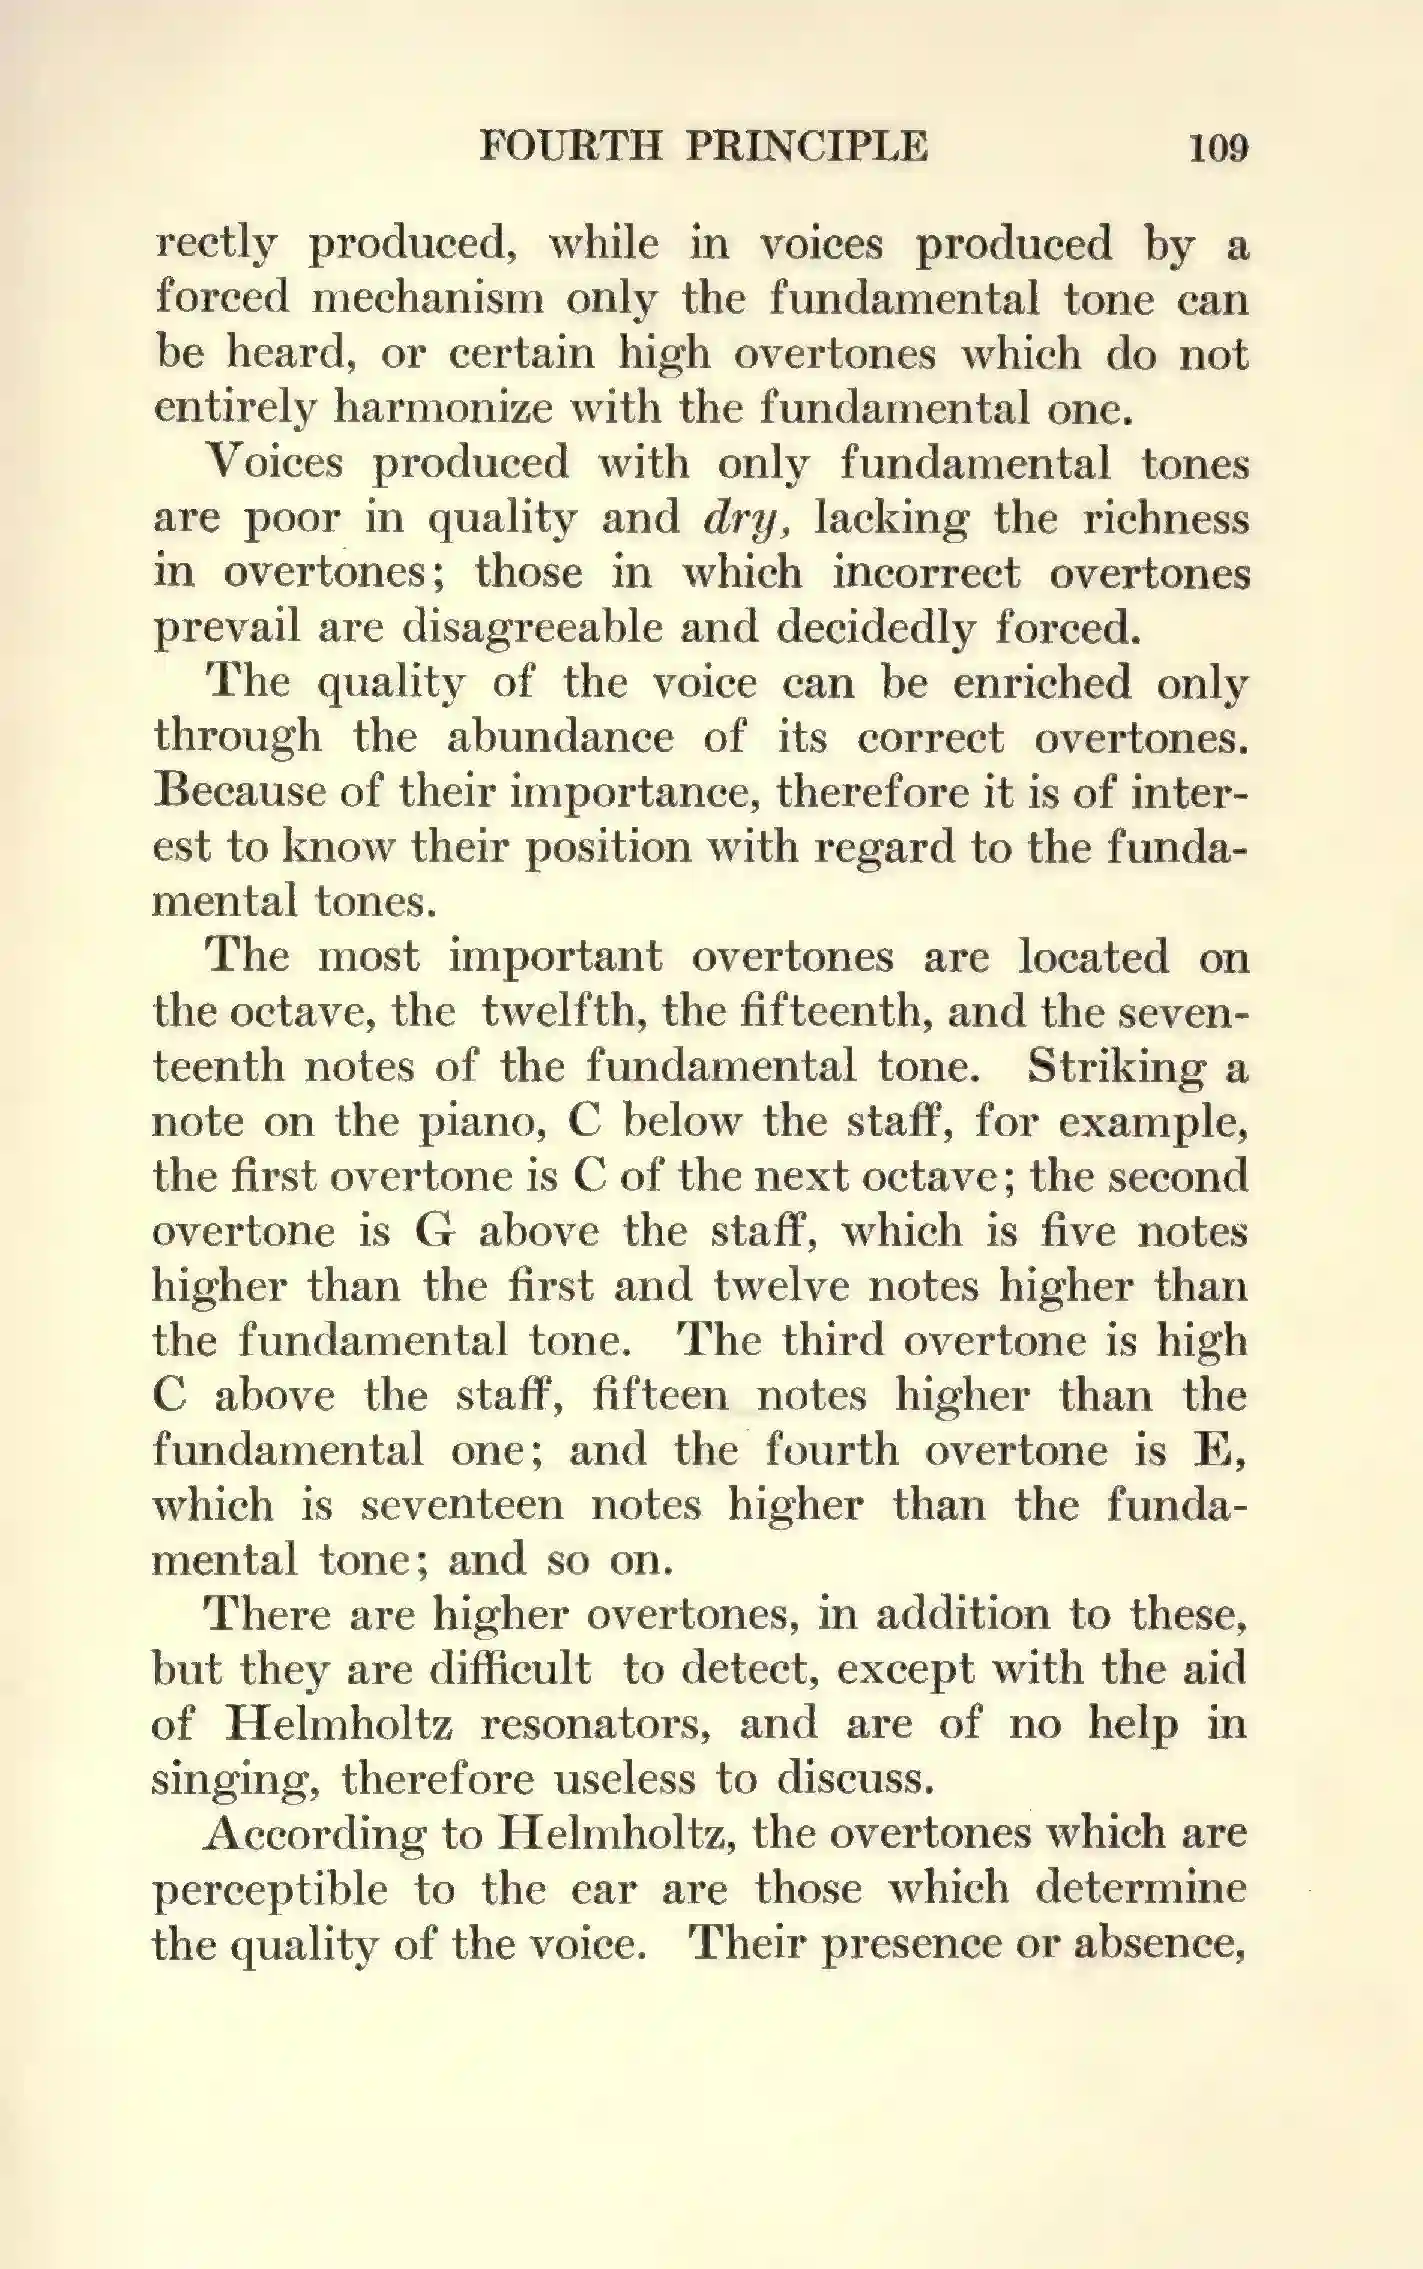 FOURTH PRINCIPLE 109
rectly produced, while in voices produced by a
forced mechanism only the fundamental tone can
be heard, or certain high overtones which do not
entirely harmonize with the fundamental one.
Voices produced with only fundamental tones
are poor in quality and dry, lacking the richness
in overtones; those in which incorrect overtones
prevail are disagreeable and decidedly forced.
The quality of the voice can be enriched only
through the abundance of its correct overtones.
Because of their importance, therefore it is of inter-
est to know their position with regard to the funda-
mental tones.
The most important overtones are located on
the octave, the twelfth, the fifteenth, and the seven-
teenth notes of the fundamental tone. Striking a
note on the piano, C below the staff, for example,
the first overtone is C of the next octave; the second
overtone is G above the staff, which is five notes
higher than the first and twelve notes higher than
the fundamental tone. The third overtone is high
C above the staff, fifteen notes higher than the
fundamental one; and the fourth overtone is E,
which is seventeen notes higher than the funda-
mental tone; and so on.
There are higher overtones, in addition to these,
but they are difficult to detect, except with the aid
of Helmholtz resonators, and are of no help in
singing, therefore useless to discuss.
According to Helmholtz, the overtones which are
perceptible to the ear are those which determine
the quality of the voice. Their presence or absence,